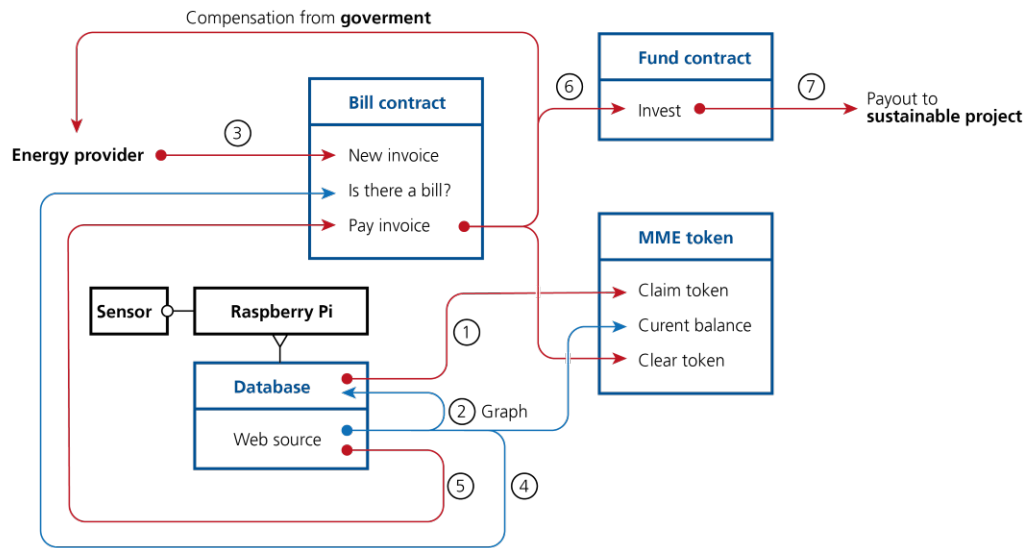 Compensation from goverment
Fund contract
6
7
Invest
Payout to
sustainable project
Bill contract
3
Energy provider
New invoice
Is there a bill?
Pay invoice
MME token
Claim token
Curent balance
Clear token
Sensor
Raspberry Pi
1
Database
2 Graph
Web source
5
4